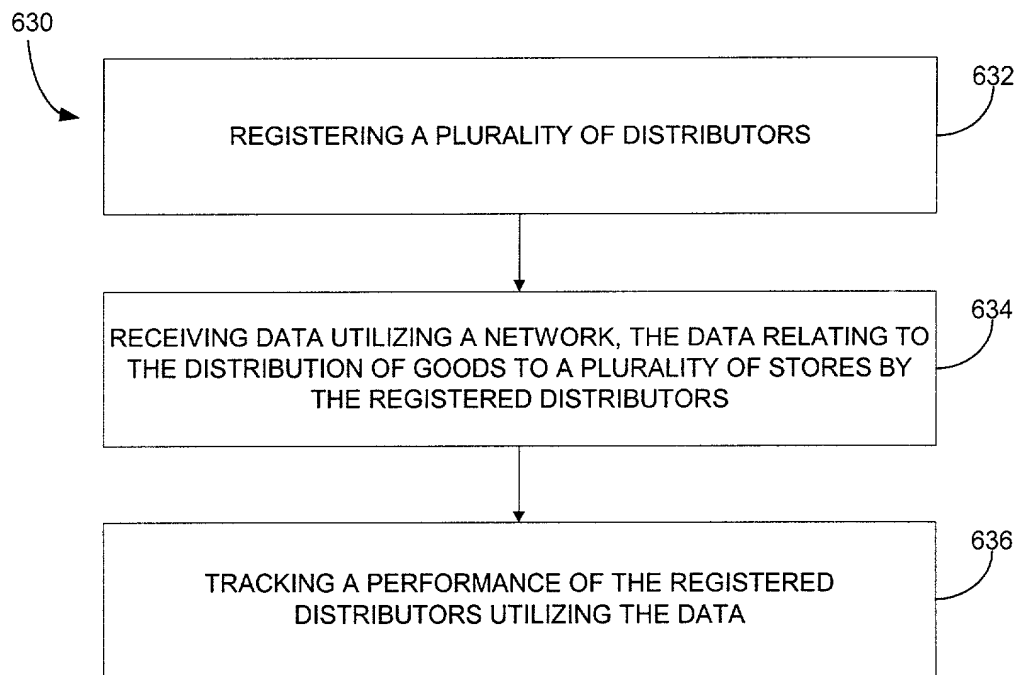 630
632
REGISTERING A PLURALITY OF DISTRIBUTORS
634
RECEIVING DATA UTILIZING A NETWORK, THE DATA RELATING TO
THE DISTRIBUTION OF GOODS TO A PLURALITY OF STORES BY
THE REGISTERED DISTRIBUTORS
636
TRACKING A PERFORMANCE OF THE REGISTERED
DISTRIBUTORS UTILIZING THE DATA